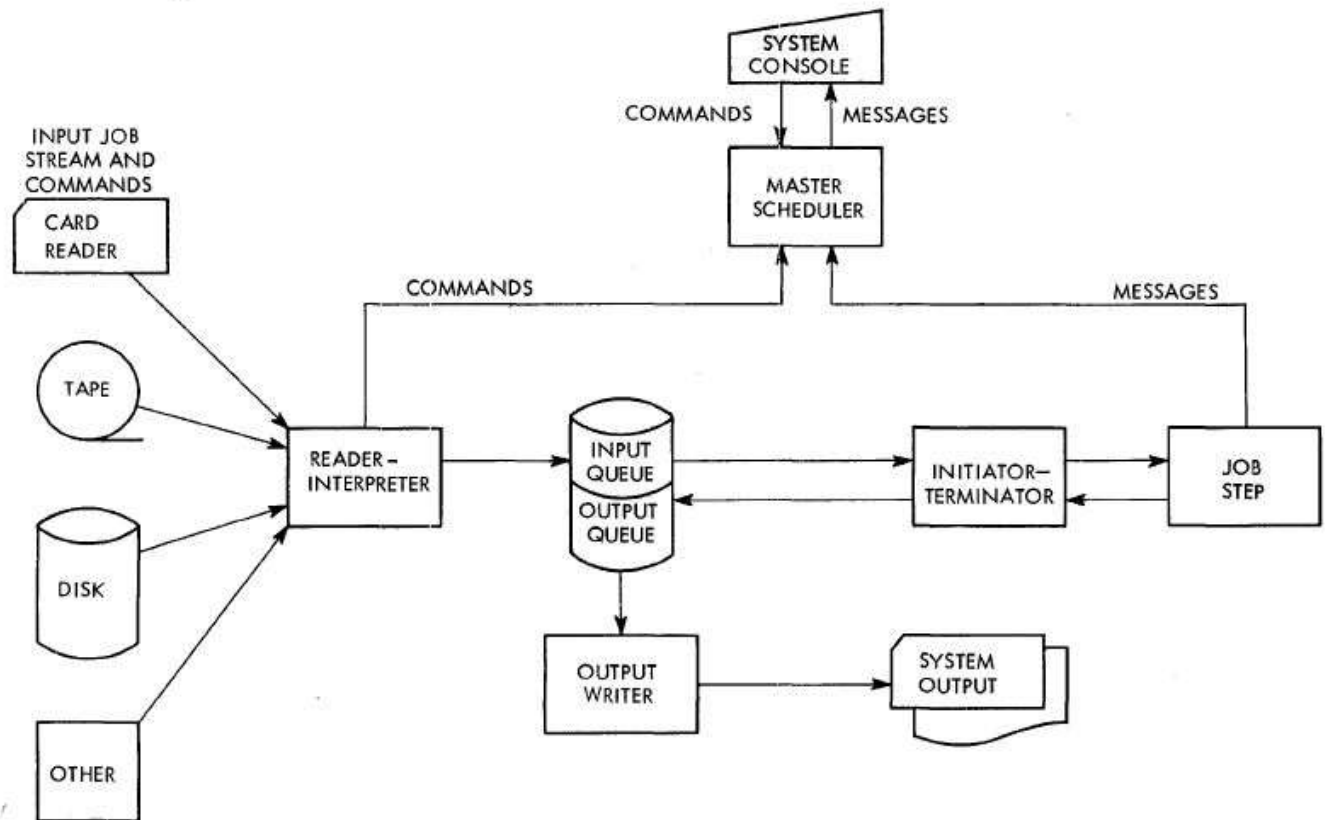 SYSTEM
CONSOLE
COMMANDS
MESSAGES
INPUT JOB
STREAM AND
COMMANDS
CARD
READER
MASTER
SCHEDULER
COMMANDS
MESSAGES
TAPE
READER–
INTERPRETER
INPUT
QUEUE
OUTPUT
QUEUE
INITIATOR–
TERMINATOR
JOB
STEP
DISK
OUTPUT
WRITER
SYSTEM
OUTPUT
OTHER